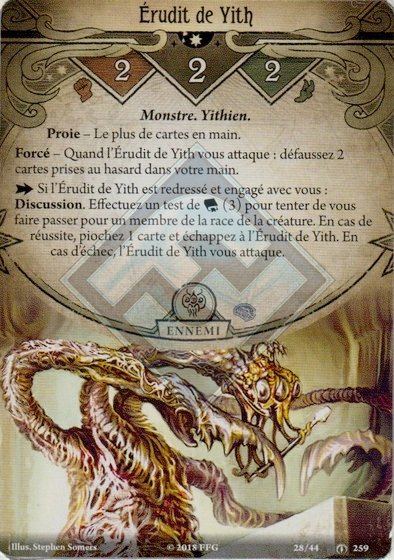 Érudit de Yith
2 2 2
Monstre. Yithien.
Proie – Le plus de cartes en main.
Forcé – Quand l'Érudit de Yith vous attaque : défaussez 2
cartes prises au hasard dans votre main.
Si l'Érudit de Yith est redressé et engagé avec vous :
Discussion. Effectuez un test de (3) pour tenter de vous
faire passer pour un membre de la race de la créature. En cas de
réussite, piochez 1 carte et échappez à l'Érudit de Yith. En
cas d'échec, l'Érudit de Yith vous attaque.
ENNEMI
Illus. Stephen Somers © 2018 FFG 28/44 259